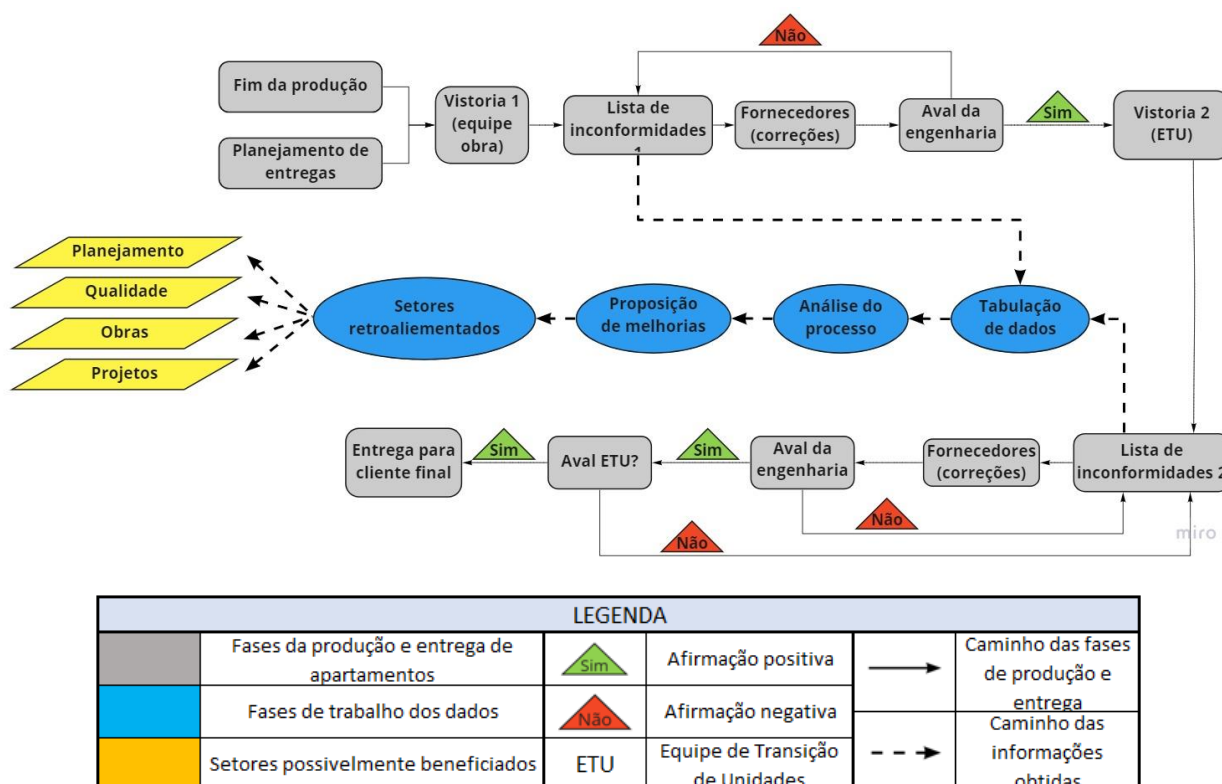 Não
Fim da produção
Planejamento de
entregas
Vistoria 1
(equipe
obra)
Lista de
inconformidades
1
Fornecedores
(correções)
Aval da
engenharia
Sim
Vistoria 2
(ETU)
Planejamento
Qualidade
Obras
Projetos
Setores
retroaliementados
Proposição
de melhorias
Análise do
processo
Tabulação
de dados
Entrega para
cliente final
Sim
Aval ETU?
Sim
Aval da
engenharia
Fornecedores
(correções)
Lista de
inconformidades 2
Não
Não
miro
LEGENDA
Fases da produção e entrega de
apartamentos
Sim
Afirmação positiva
Caminho das fases
de produção e
entrega
Fases de trabalho dos dados
Não
Afirmação negativa
Caminho das
informações
obtidas
Setores possivelmente beneficiados
ETU
Equipe de Transição
de Unidades